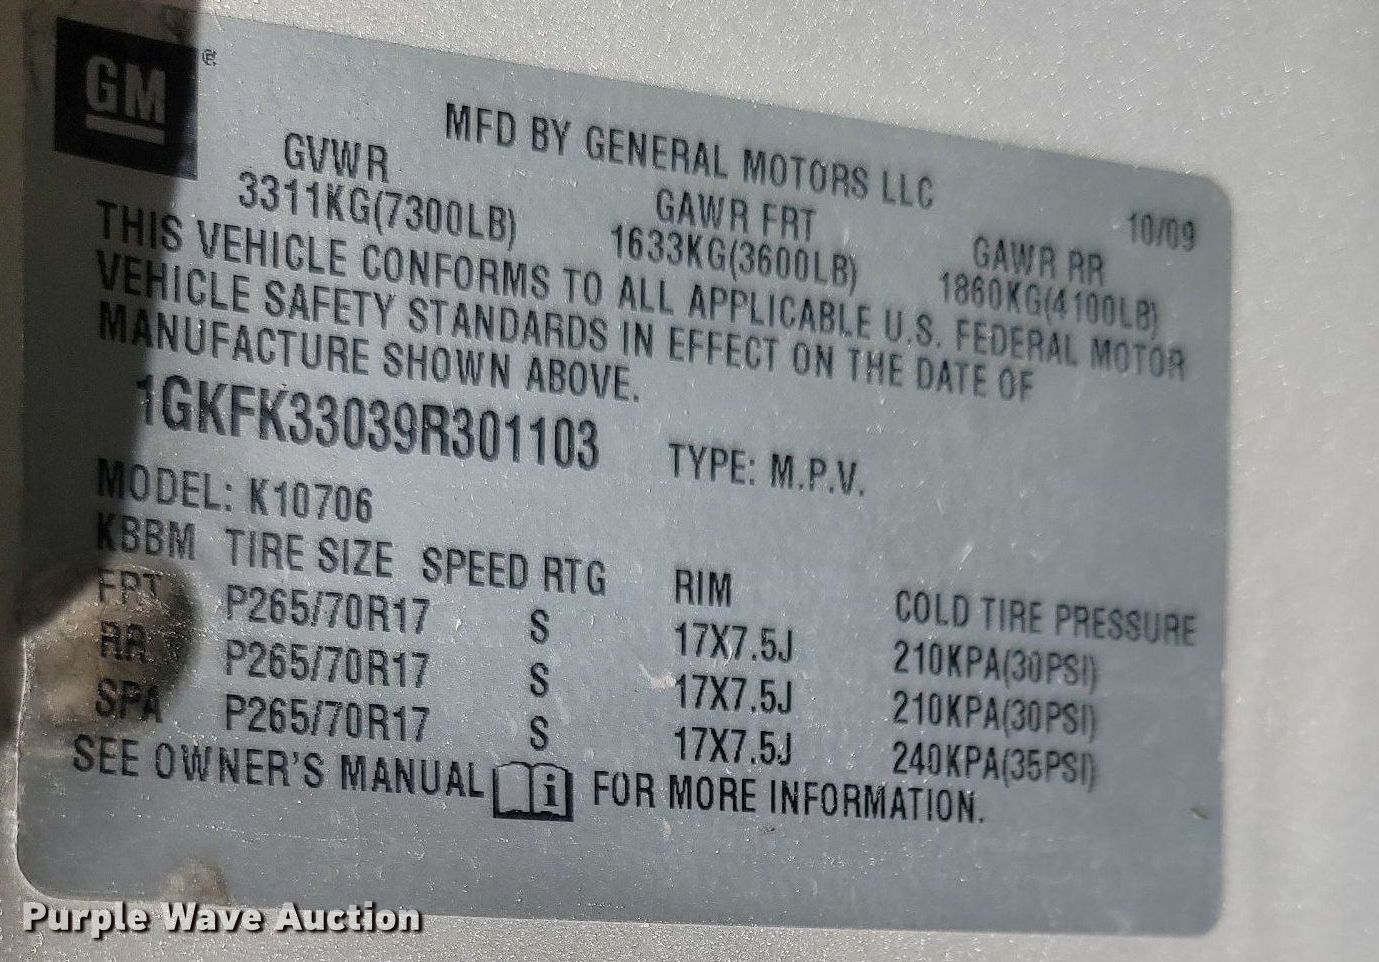 GM
MFD BY GENERAL MOTORS LLC
10/09
GVWR GAWR FRT GAWR RR
3311KG(7300LB) 1633KG(3600LB) 1860KG(4100LB)
THIS VEHICLE CONFORMS TO ALL APPLICABLE U.S. FEDERAL MOTOR
VEHICLE SAFETY STANDARDS IN EFFECT ON THE DATE OF
MANUFACTURE SHOWN ABOVE.
1GKFK33039R301103 TYPE: M.P.V.
MODEL: K10706
KBBM TIRE SIZE SPEED RTG RIM COLD TIRE PRESSURE
FRT P265/70R17 S 17X7.5J 210KPA(30PSI)
RR P265/70R17 S 17X7.5J 210KPA(30PSI)
SPA P265/70R17 S 17X7.5J 240KPA(35PSI)
SEE OWNER'S MANUAL i FOR MORE INFORMATION.
Purple Wave Auction